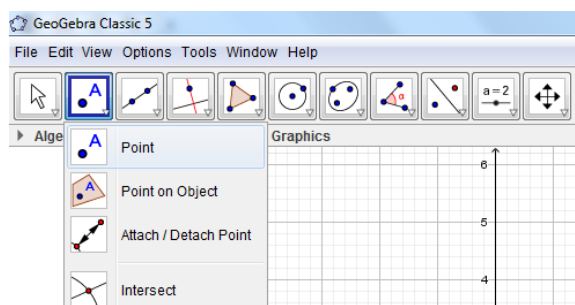 GeoGebra Classic 5
File Edit View Options Tools Window Help
A α a=2
Alge Graphics
A Point
A Point on Object
Attach / Detach Point
Intersect
6
5
4